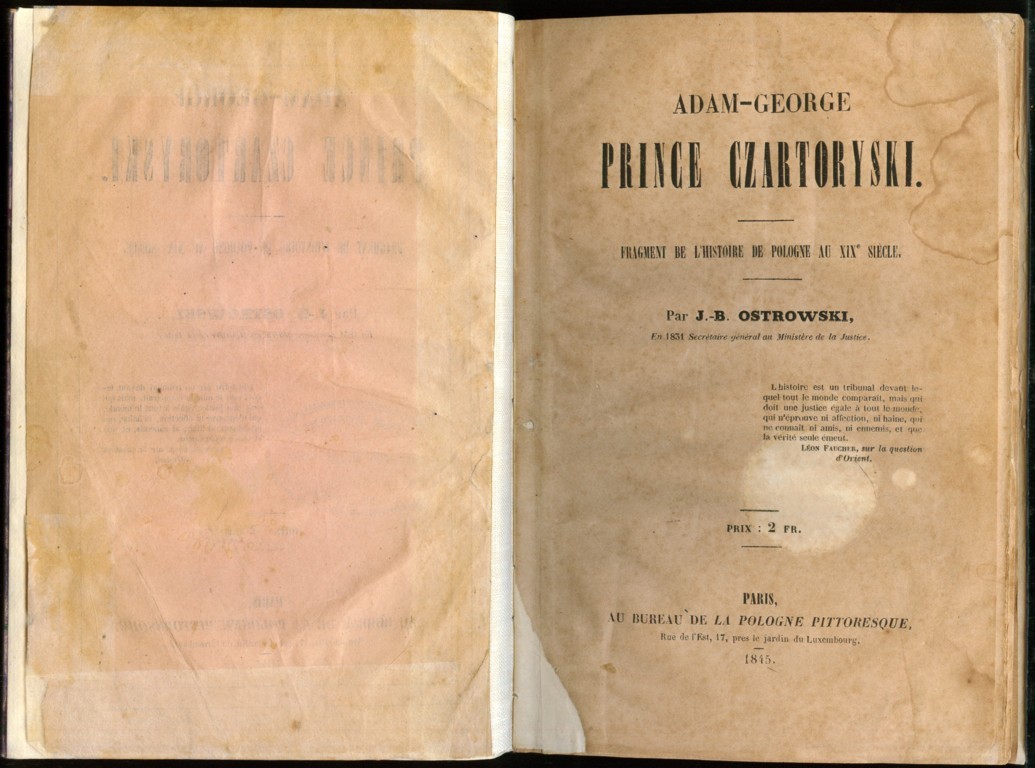 ADAM-GEORGE
PRINCE CZARTORYSKI.
FRAGMENT DE L'HISTOIRE DE POLOGNE AU XIXe SIÈCLE.
Par J.-B. OSTROWSKI,
En 1831 Secrétaire général au Ministère de la Justice.
L'histoire est un tribunal devant le-
quel tout le monde comparaît, mais qui
doit une justice égale à tout le monde,
qui n'éprouve ni affection, ni haine, qui
ne connaît ni amis, ni ennemis, et que
la vérité seule émeut.
LÉON FAUCHER, sur la question
d'Orient.
PRIX : 2 FR.
PARIS,
AU BUREAU DE LA POLOGNE PITTORESQUE,
Rue de l'Est, 17, près le jardin du Luxembourg.
1845.